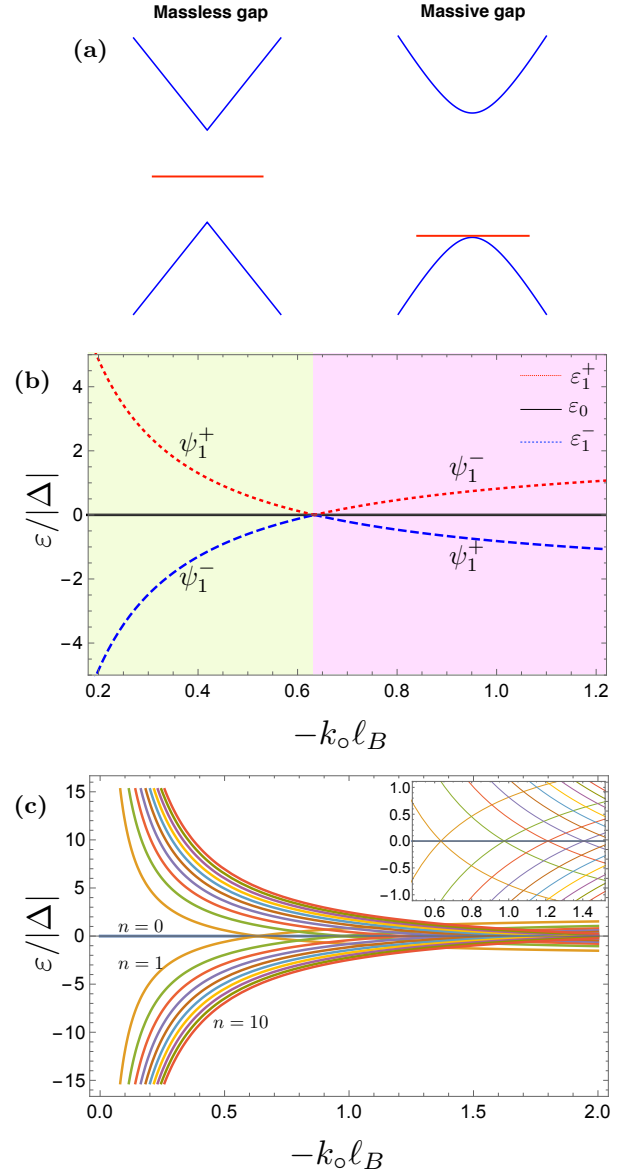 Massless gap
Massive gap
(a)
(b)
4
2
0
−2
−4
ε/|Δ|
ψ₁⁺
ψ₁⁻
ψ₁⁻
ψ₁⁺
ε₁⁺
ε₀
ε₁⁻
0.2
0.4
0.6
0.8
1.0
1.2
−k∘ℓ_B
(c)
15
10
5
0
−5
−10
−15
ε/|Δ|
n = 0
n = 1
n = 10
1.0
0.5
0.0
-0.5
-1.0
0.6
0.8
1.0
1.2
1.4
0.0
0.5
1.0
1.5
2.0
−k∘ℓ_B